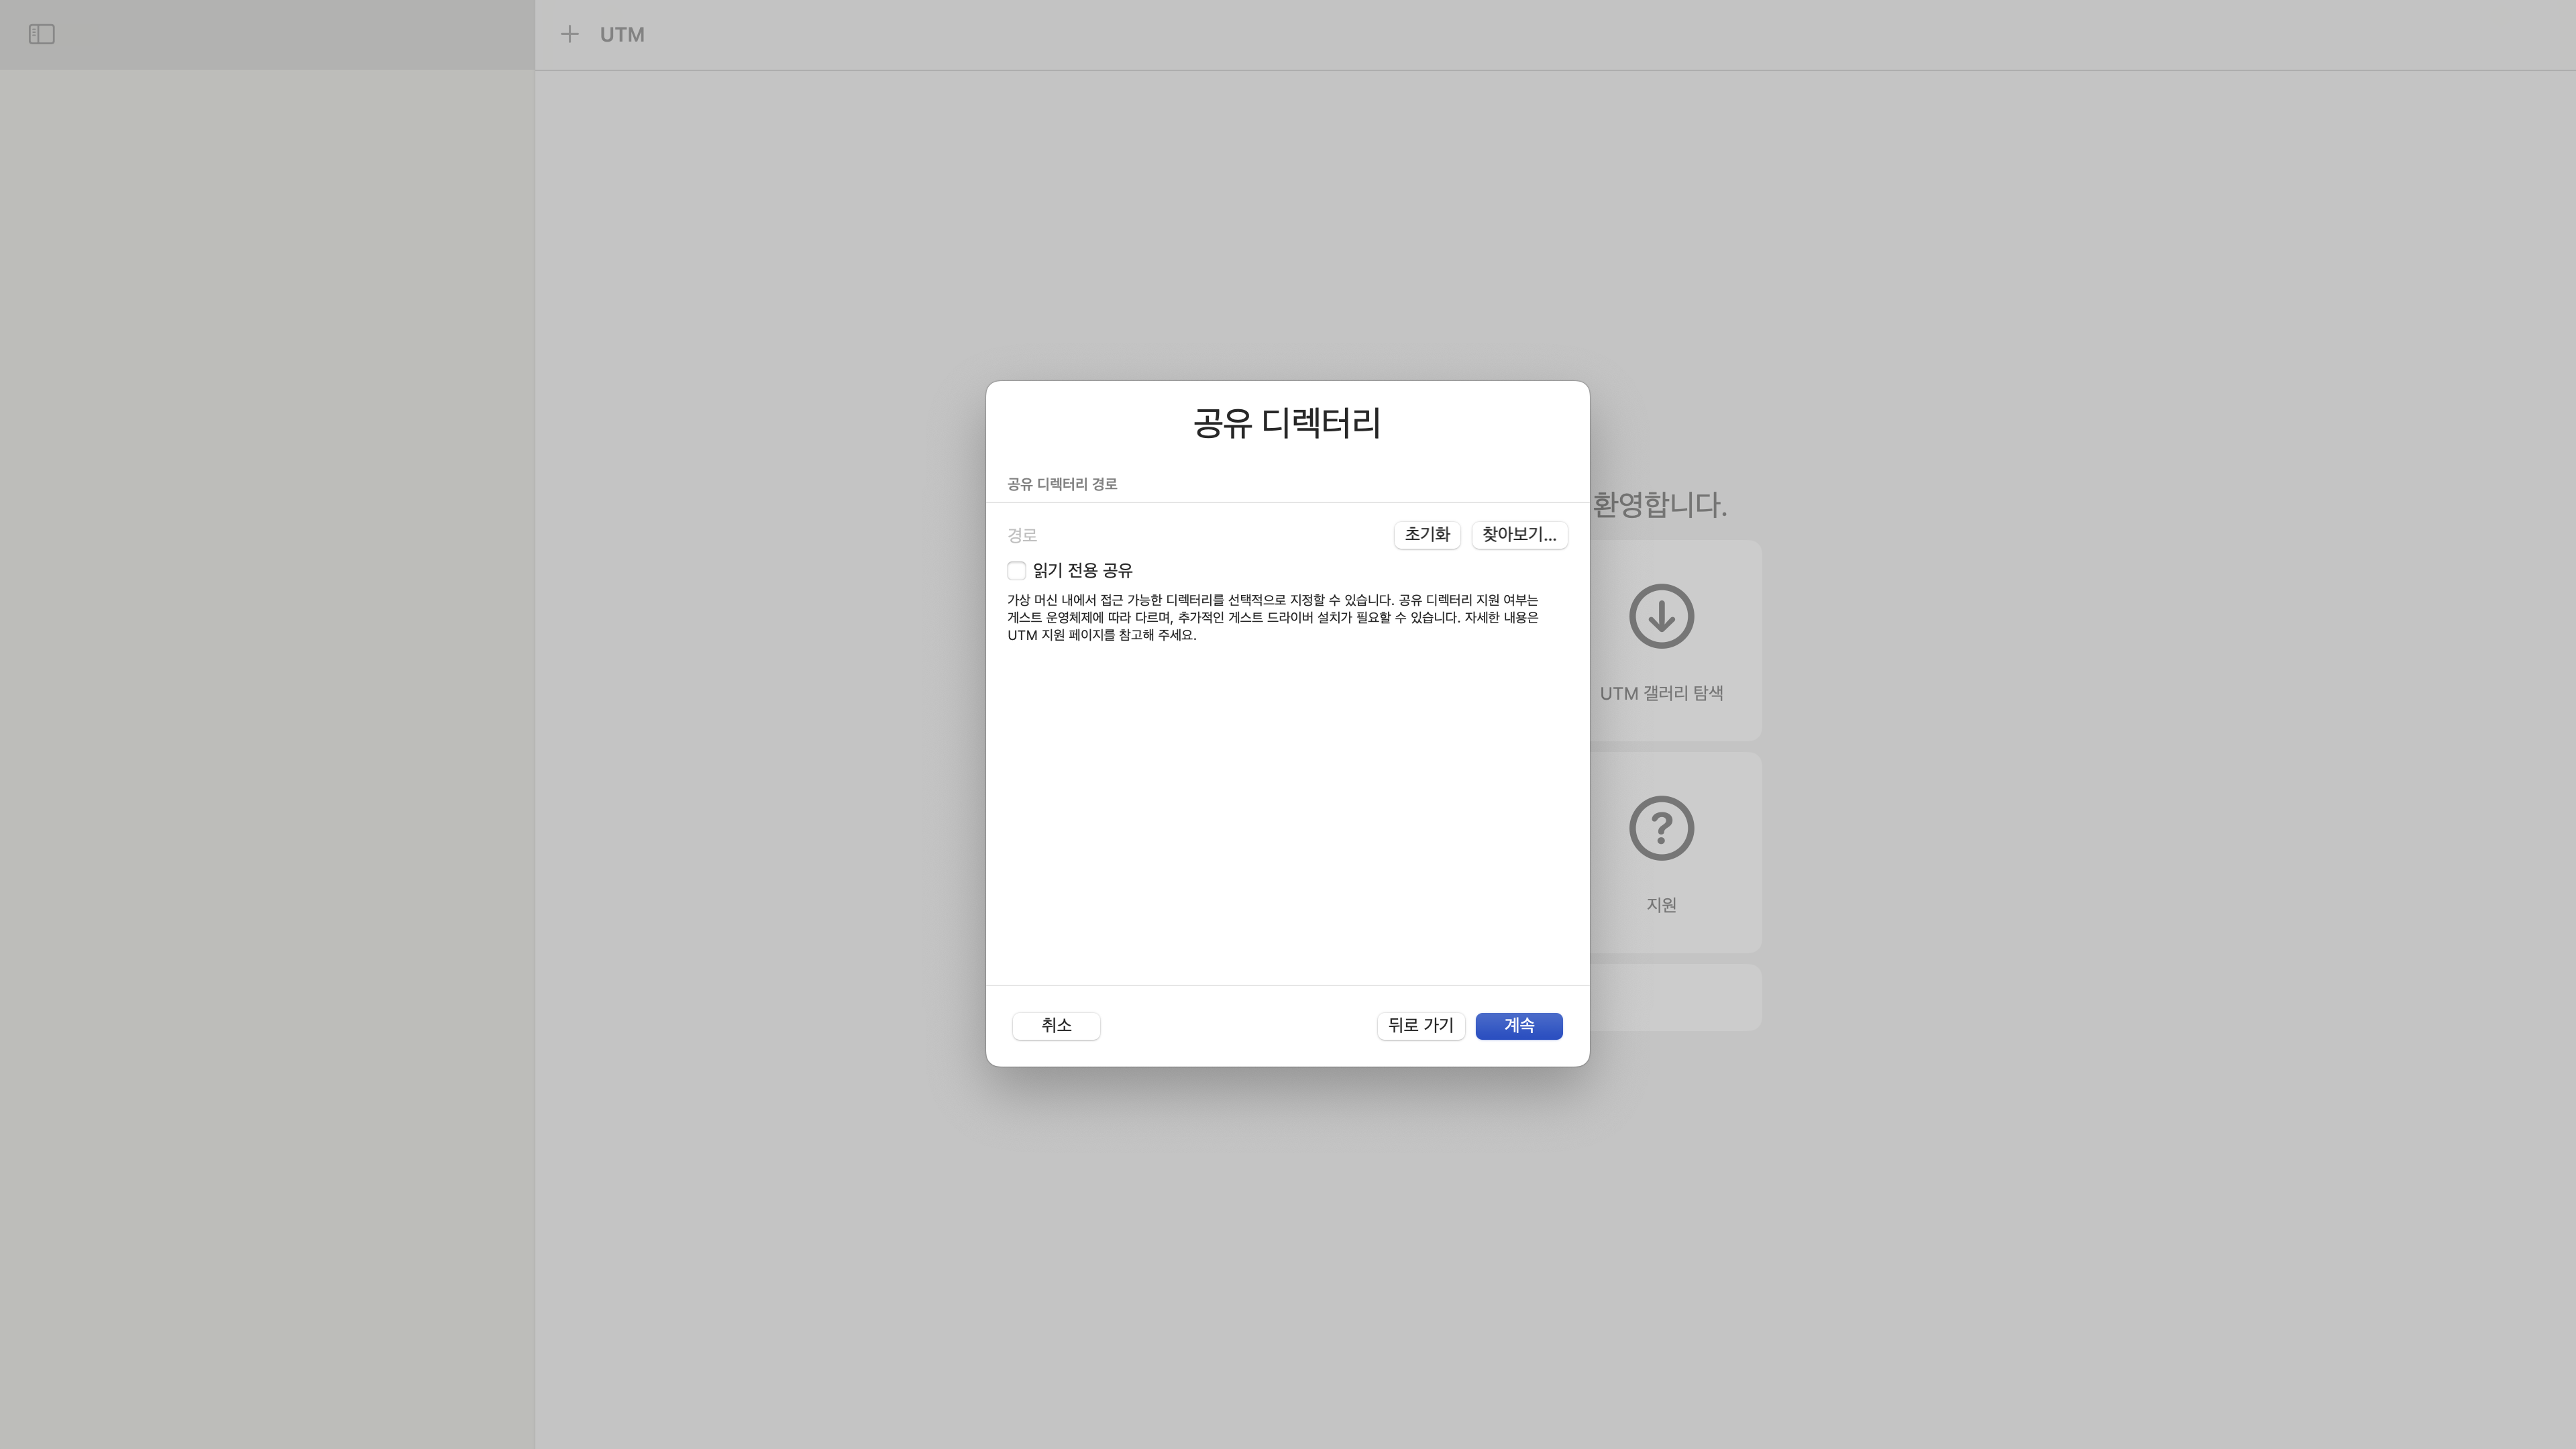 UTM
환영합니다.
공유 디렉터리
공유 디렉터리 경로
경로
초기화
찾아보기...
읽기 전용 공유
가상 머신 내에서 접근 가능한 디렉터리를 선택적으로 지정할 수 있습니다. 공유 디렉터리 지원 여부는
게스트 운영체제에 따라 다르며, 추가적인 게스트 드라이버 설치가 필요할 수 있습니다. 자세한 내용은
UTM 지원 페이지를 참고해 주세요.
UTM 갤러리 탐색
지원
취소
뒤로 가기
계속